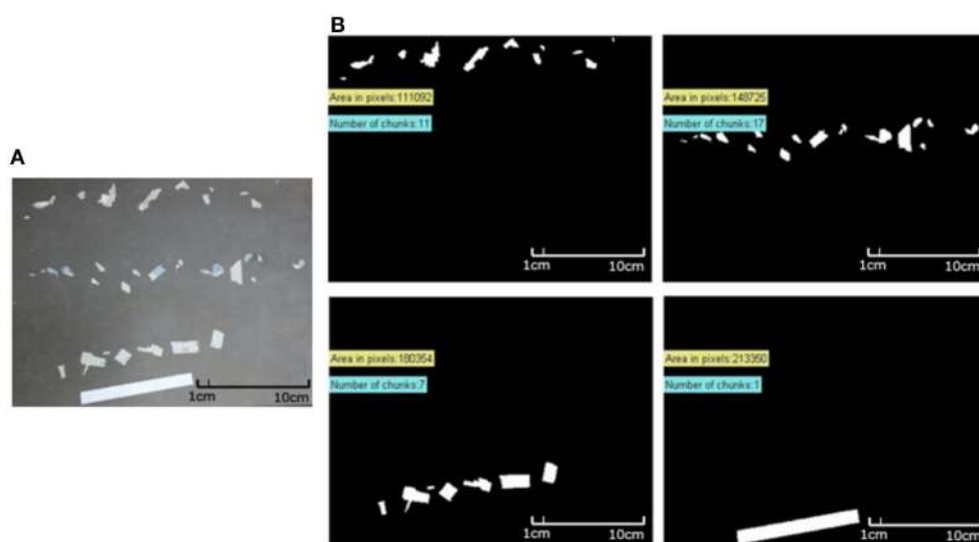 A
1cm 10cm
B
Area in pixels:111092
Number of chunks:11
1cm 10cm
Area in pixels:148725
Number of chunks:17
1cm 10cm
Area in pixels:180354
Number of chunks:7
1cm 10cm
Area in pixels:213350
Number of chunks:1
1cm 10cm